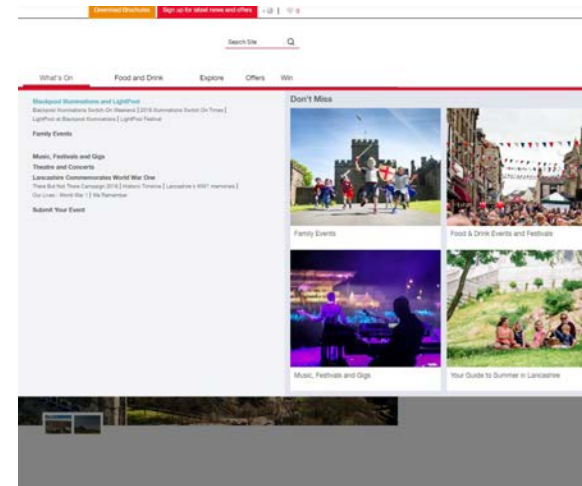 Download Brochures
Sign up for latest news and offers
0
Search Site
What's On
Food and Drink
Explore
Offers
Win
Blackpool Illuminations and LightPool
Blackpool Illuminations Switch-On Weekend | 2018 Illuminations Switch On Times |
LightPool at Blackpool Illuminations | LightPool Festival
Family Events
Music, Festivals and Gigs
Theatre and Concerts
Lancashire Commemorates World War One
There But Not There Campaign 2018 | Historic Timeline | Lancashire's WW1 memorials |
Our Lives - World War 1 | We Remember
Submit Your Event
Don't Miss
Family Events
Food & Drink Events and Festivals
Music, Festivals and Gigs
Your Guide to Summer in Lancashire